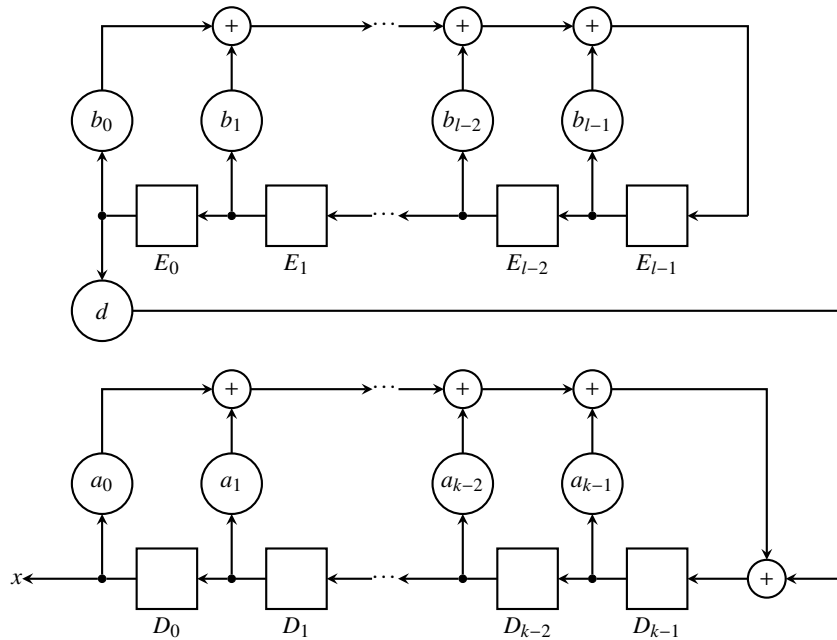 + ··· + +
b₀ b₁ bₗ₋₂ bₗ₋₁
···
E₀ E₁ Eₗ₋₂ Eₗ₋₁
d
+ ··· + +
a₀ a₁ aₖ₋₂ aₖ₋₁
x ··· +
D₀ D₁ Dₖ₋₂ Dₖ₋₁